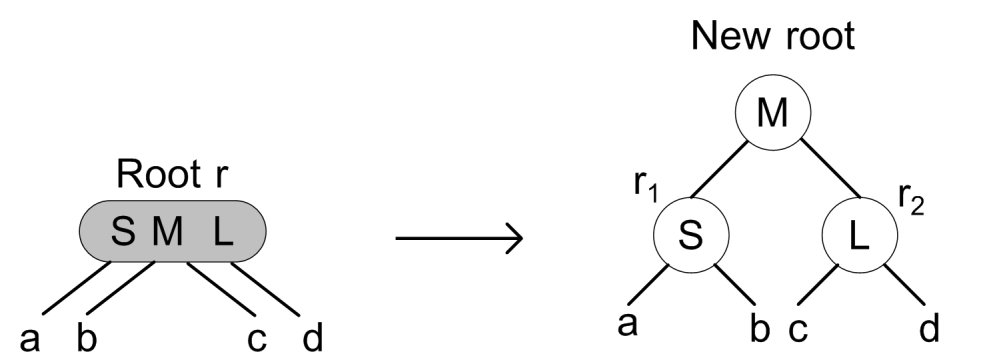 Root r
S M L
a b c d
New root
M
r₁ r₂
S L
a b c d